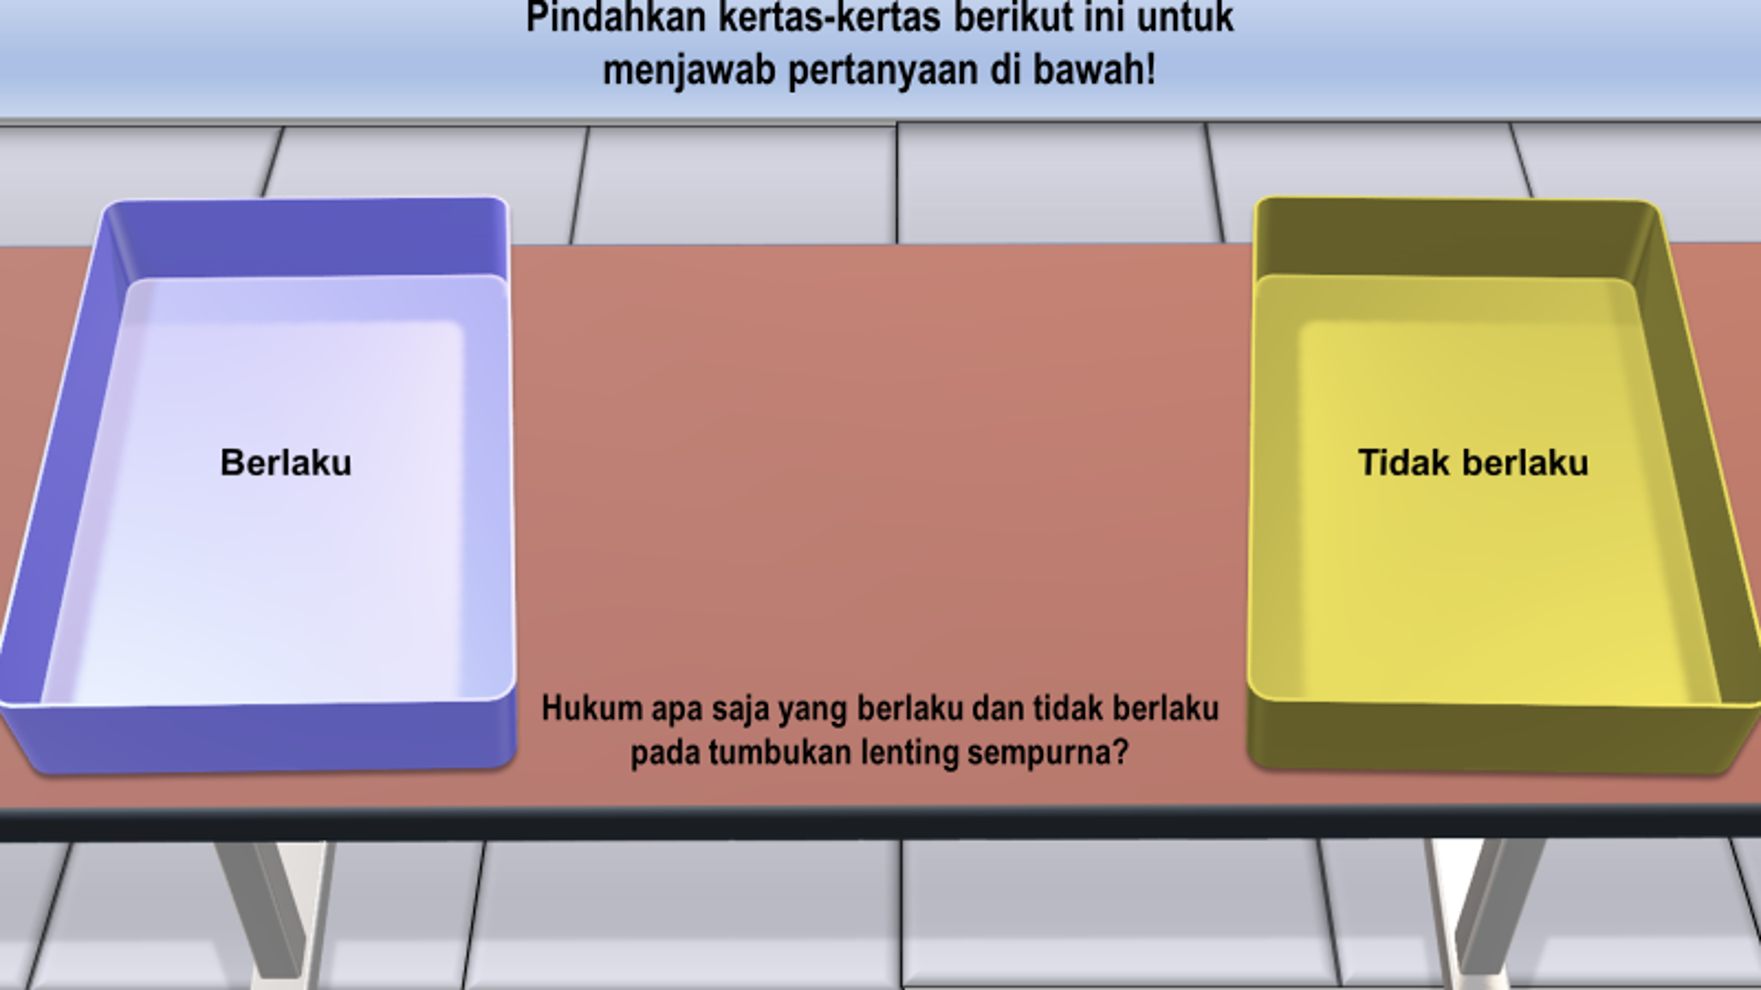 Pindahkan kertas-kertas berikut ini untuk
menjawab pertanyaan di bawah!
Berlaku
Tidak berlaku
Hukum apa saja yang berlaku dan tidak berlaku
pada tumbukan lenting sempurna?